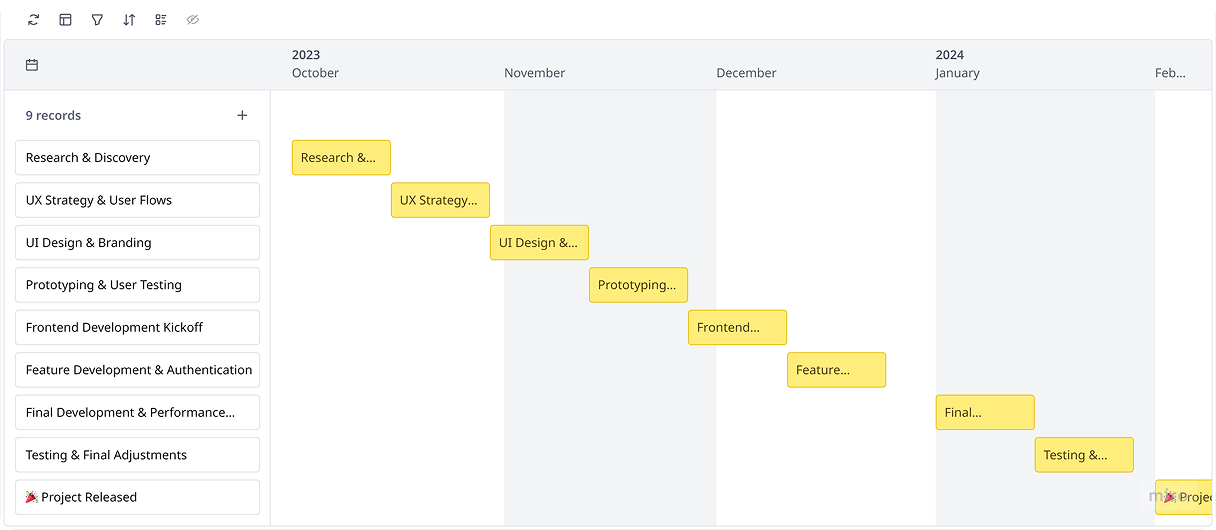 2023
2024
October
November
December
January
Feb...
9 records
Research & Discovery
Research &...
UX Strategy & User Flows
UX Strategy...
UI Design & Branding
UI Design &...
Prototyping & User Testing
Prototyping...
Frontend Development Kickoff
Frontend...
Feature Development & Authentication
Feature...
Final Development & Performance...
Final...
Testing & Final Adjustments
Testing &...
🎉 Project Released
🎉 Projec